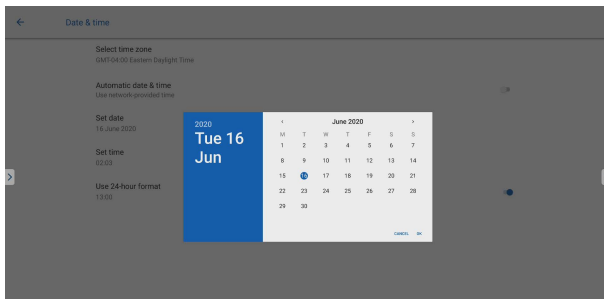 Date & time
Select time zone
GMT-04:00 Eastern Daylight Time
Automatic date & time
Use network-provided time
Set date
16 June 2020
Set time
02:03
Use 24-hour format
13:00
2020
Tue 16
Jun
June 2020
M T W T F S S
1 2 3 4 5 6 7
8 9 10 11 12 13 14
15 16 17 18 19 20 21
22 23 24 25 26 27 28
29 30
CANCEL OK